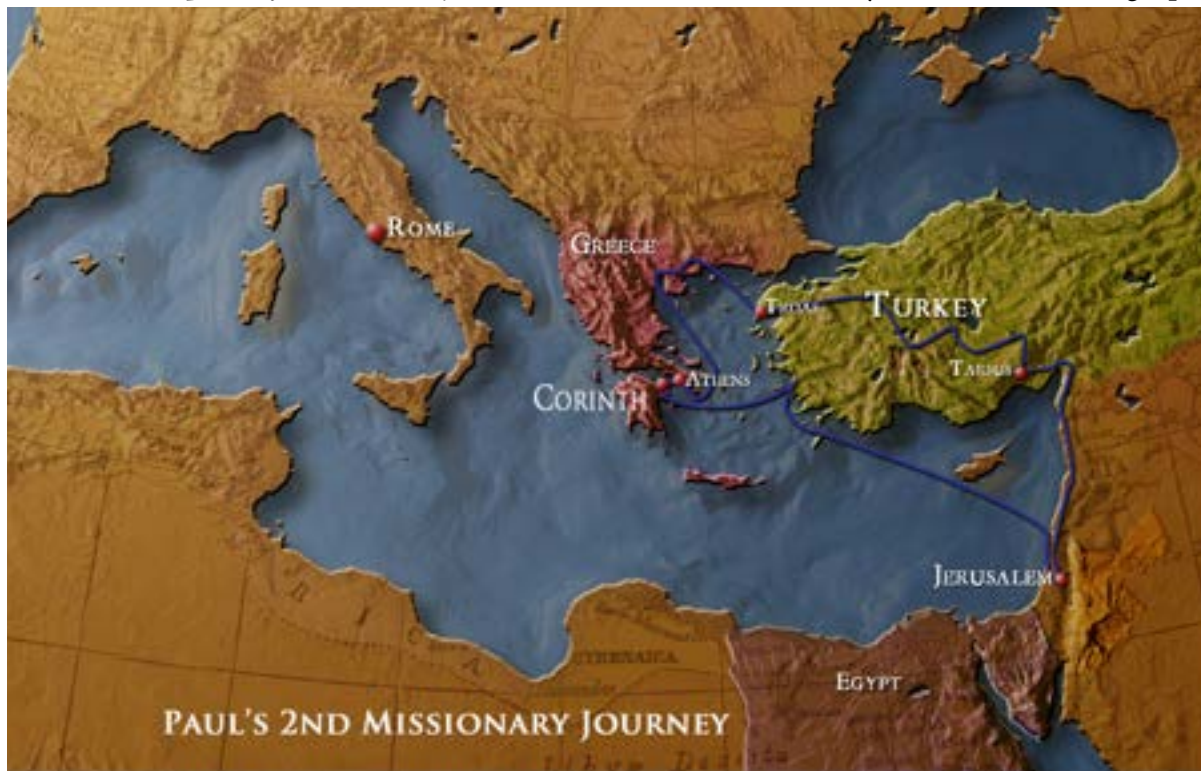 Rome
Greece
Troas
Turkey
Tarsus
Athens
Corinth
Jerusalem
CYRENAICA
Egypt
Paul's 2nd Missionary Journey